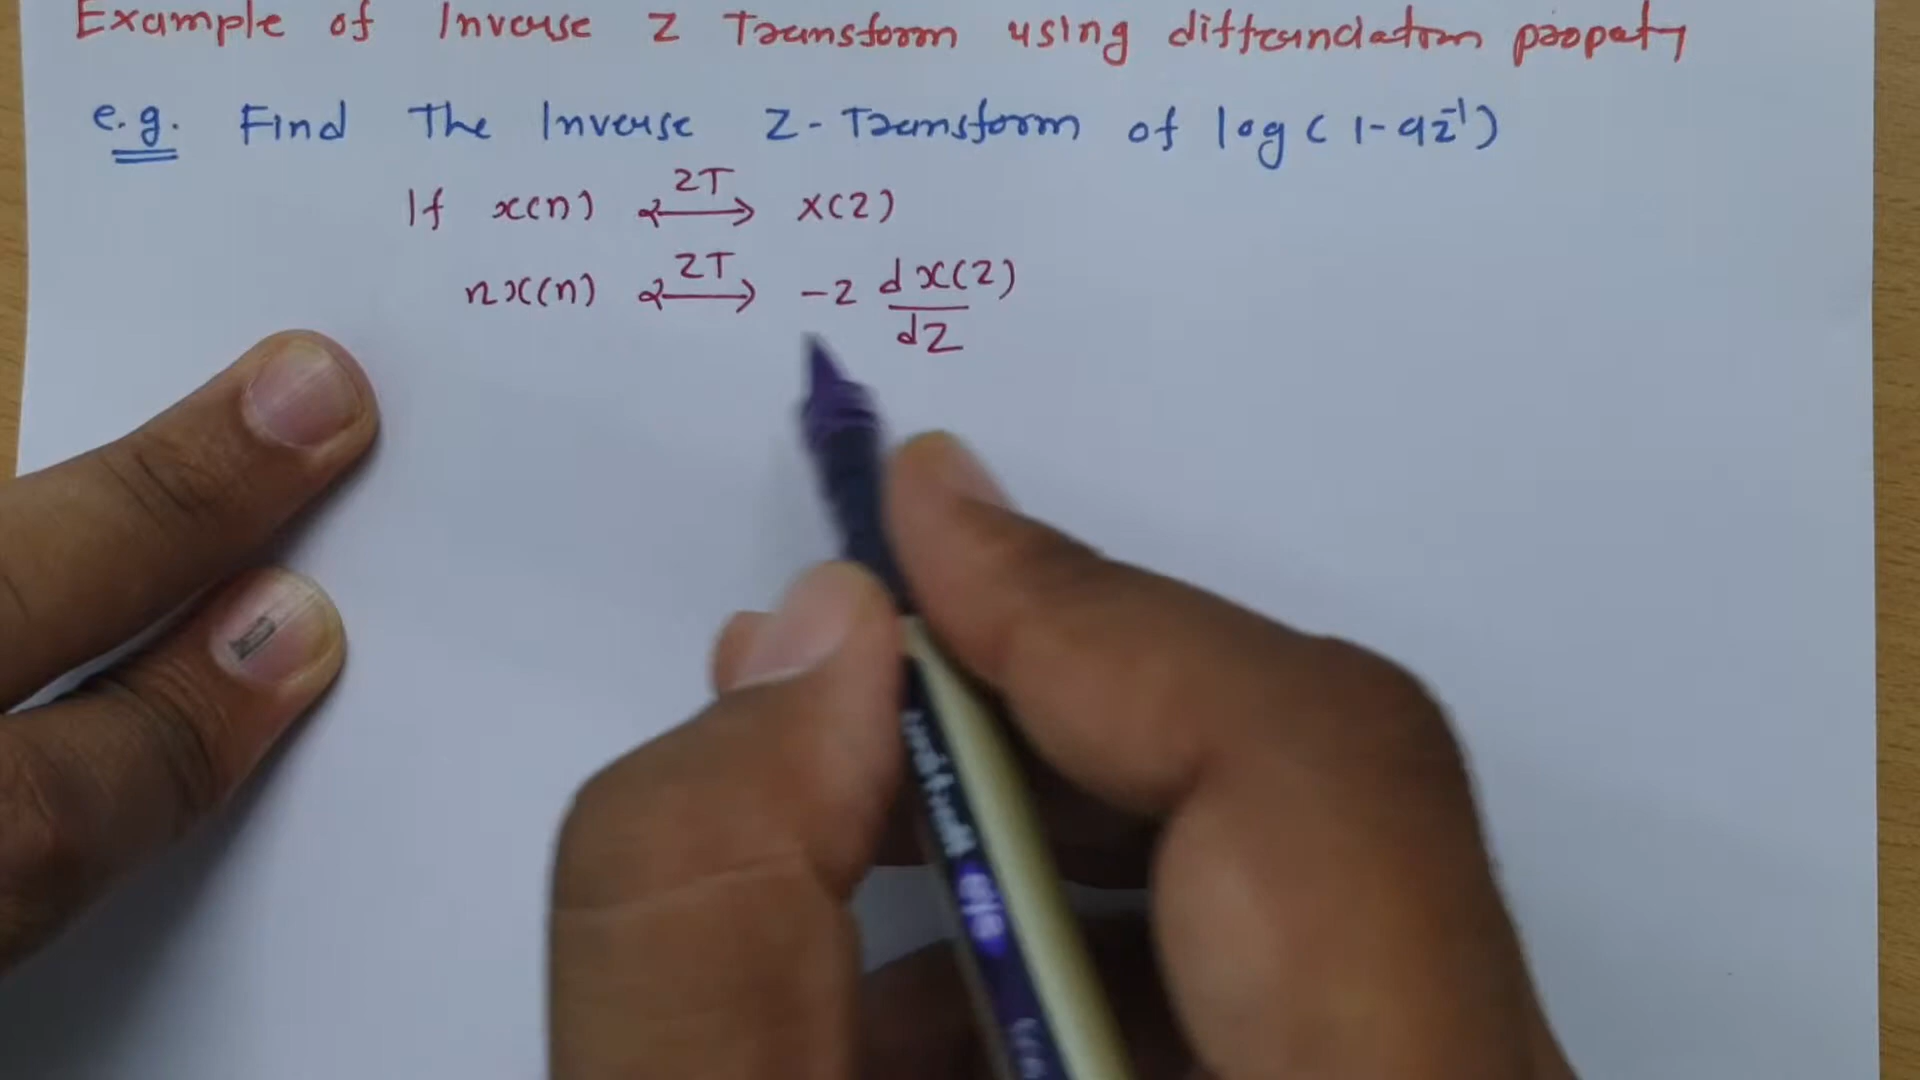 Example of Inverse Z Transform using differenciation property
e.g. Find The Inverse Z-Transform of log(1-az⁻¹)
If x(n) <—ZT—> X(Z)
nx(n) <—ZT—> -Z dX(Z)/dZ